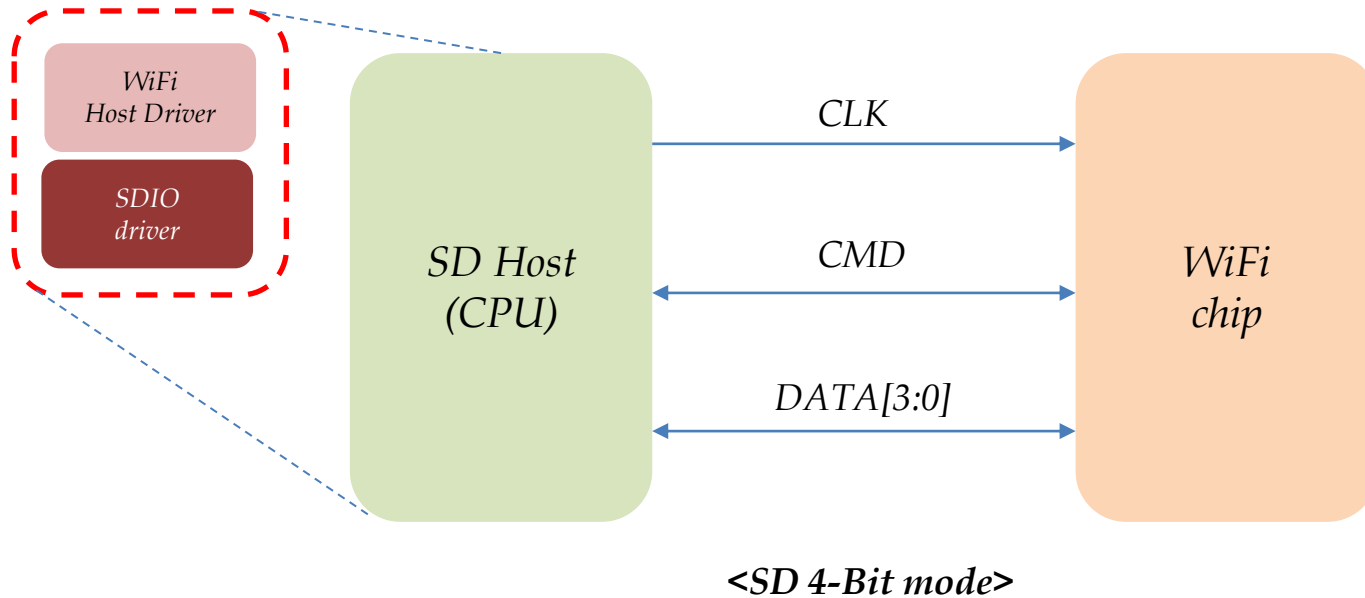 WiFi
Host Driver
SDIO
driver
SD Host
(CPU)
CLK
CMD
DATA[3:0]
WiFi
chip
<SD 4-Bit mode>